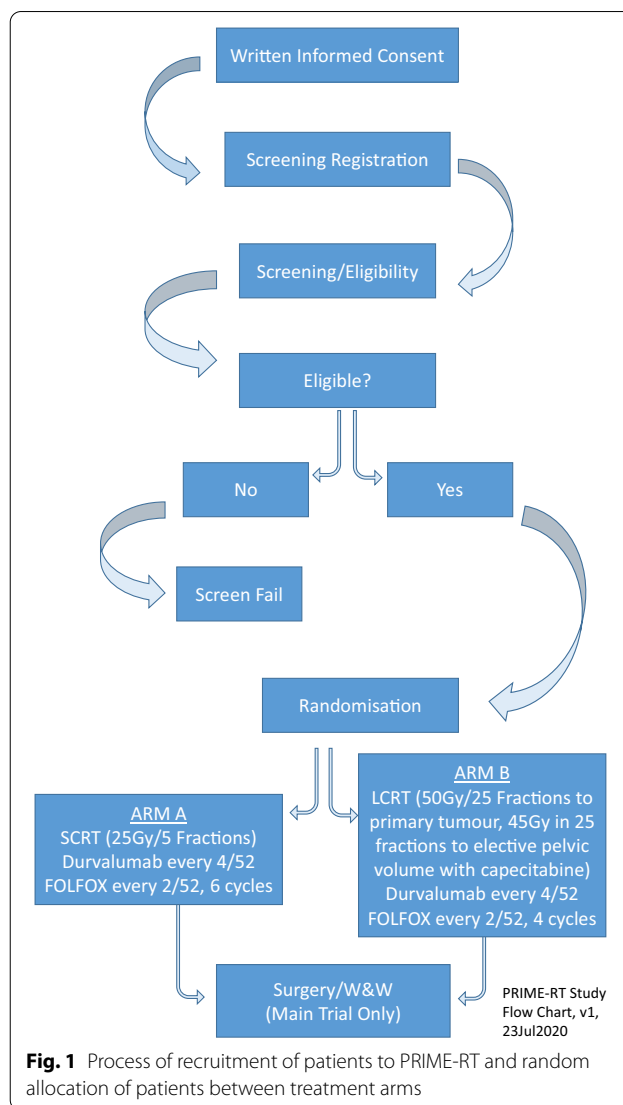 Written Informed Consent
Screening Registration
Screening/Eligibility
Eligible?
No
Yes
Screen Fail
Randomisation
ARM A
SCRT (25Gy/5 Fractions)
Durvalumab every 4/52
FOLFOX every 2/52, 6 cycles
ARM B
LCRT (50Gy/25 Fractions to
primary tumour, 45Gy in 25
fractions to elective pelvic
volume with capecitabine)
Durvalumab every 4/52
FOLFOX every 2/52, 4 cycles
Surgery/W&W
(Main Trial Only)
PRIME-RT Study
Flow Chart, v1,
23Jul2020
Fig. 1 Process of recruitment of patients to PRIME-RT and random
allocation of patients between treatment arms